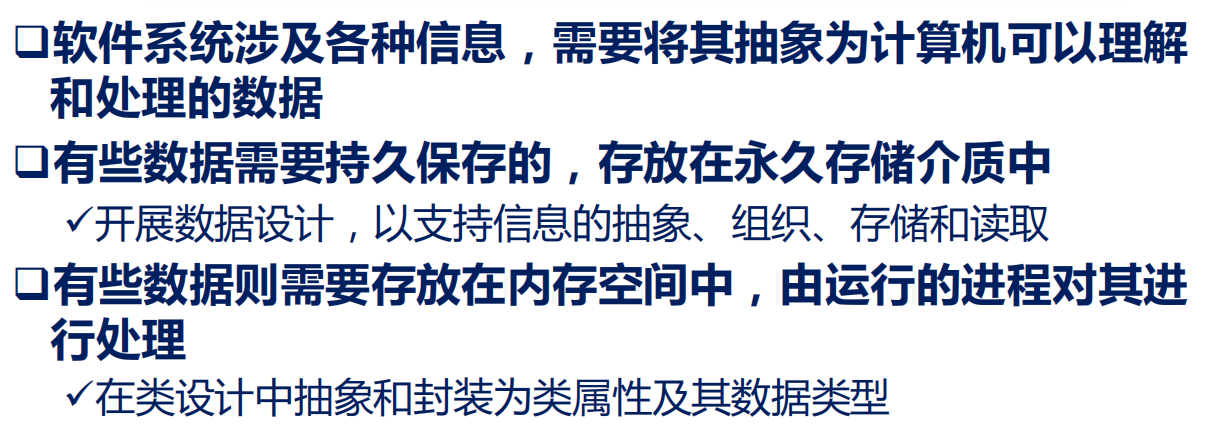 ❑软件系统涉及各种信息，需要将其抽象为计算机可以理解
和处理的数据
❑有些数据需要持久保存的，存放在永久存储介质中
✓开展数据设计，以支持信息的抽象、组织、存储和读取
❑有些数据则需要存放在内存空间中，由运行的进程对其进
行处理
✓在类设计中抽象和封装为类属性及其数据类型